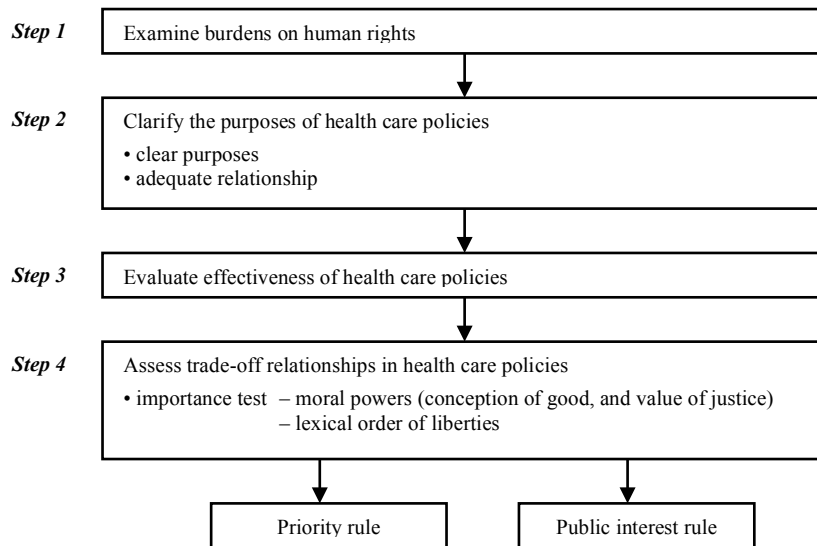 Step 1 Examine burdens on human rights
Step 2 Clarify the purposes of health care policies
• clear purposes
• adequate relationship
Step 3 Evaluate effectiveness of health care policies
Step 4 Assess trade-off relationships in health care policies
• importance test – moral powers (conception of good, and value of justice)
– lexical order of liberties
Priority rule Public interest rule